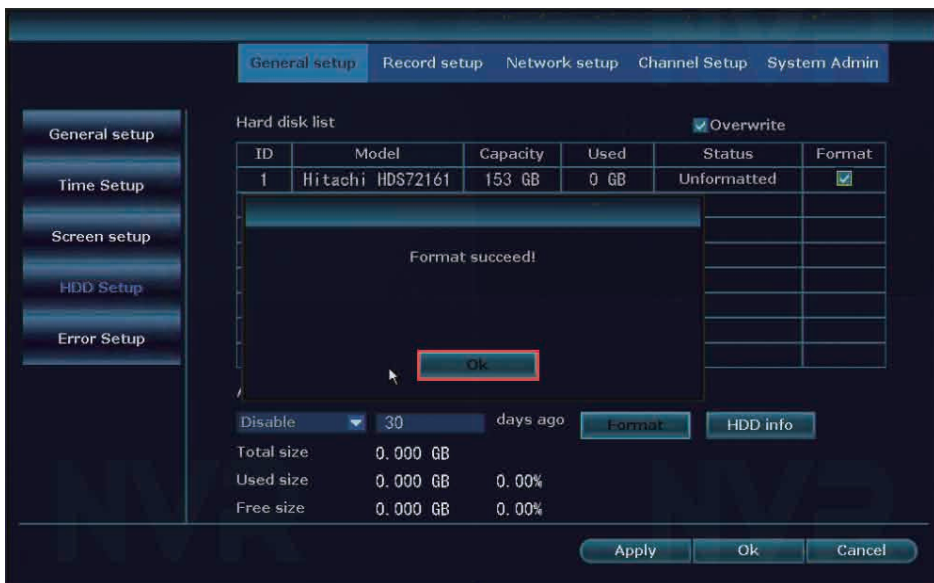 General setup Record setup Network setup Channel Setup System Admin
General setup
Time Setup
Screen setup
HDD Setup
Error Setup
Hard disk list Overwrite
ID Model Capacity Used Status Format
1 Hitachi HDS72161 153 GB 0 GB Unformatted
Format succeed!
Ok
Disable 30 days ago Format HDD info
Total size 0.000 GB
Used size 0.000 GB 0.00%
Free size 0.000 GB 0.00%
Apply Ok Cancel